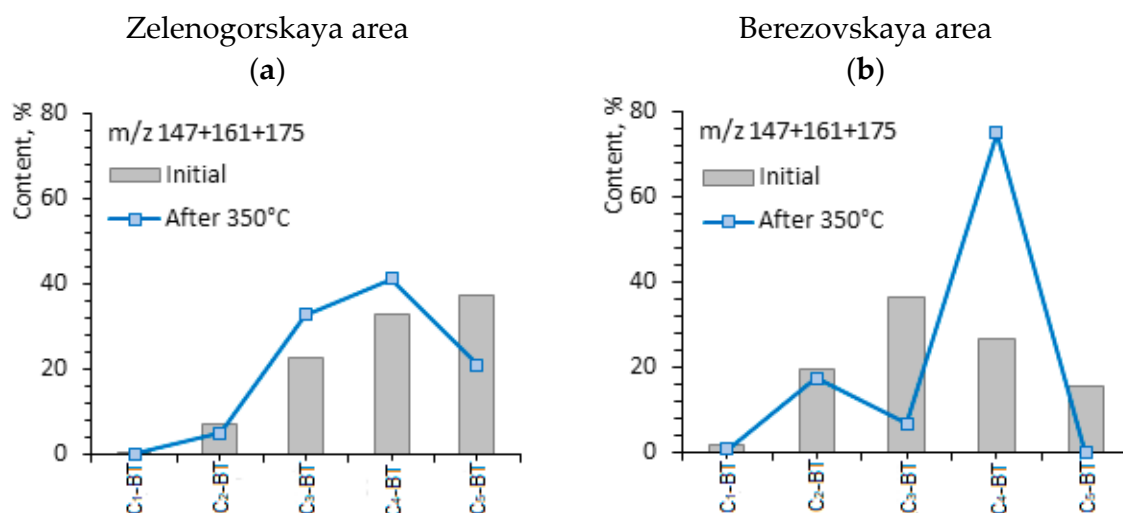 Zelenogorskaya area
(a)
Content, %
80
60
40
20
0
m/z 147+161+175
Initial
After 350°C
C₁-BT
C₂-BT
C₃-BT
C₄-BT
C₅-BT
Berezovskaya area
(b)
Content, %
80
60
40
20
0
m/z 147+161+175
Initial
After 350°C
C₁-BT
C₂-BT
C₃-BT
C₄-BT
C₅-BT